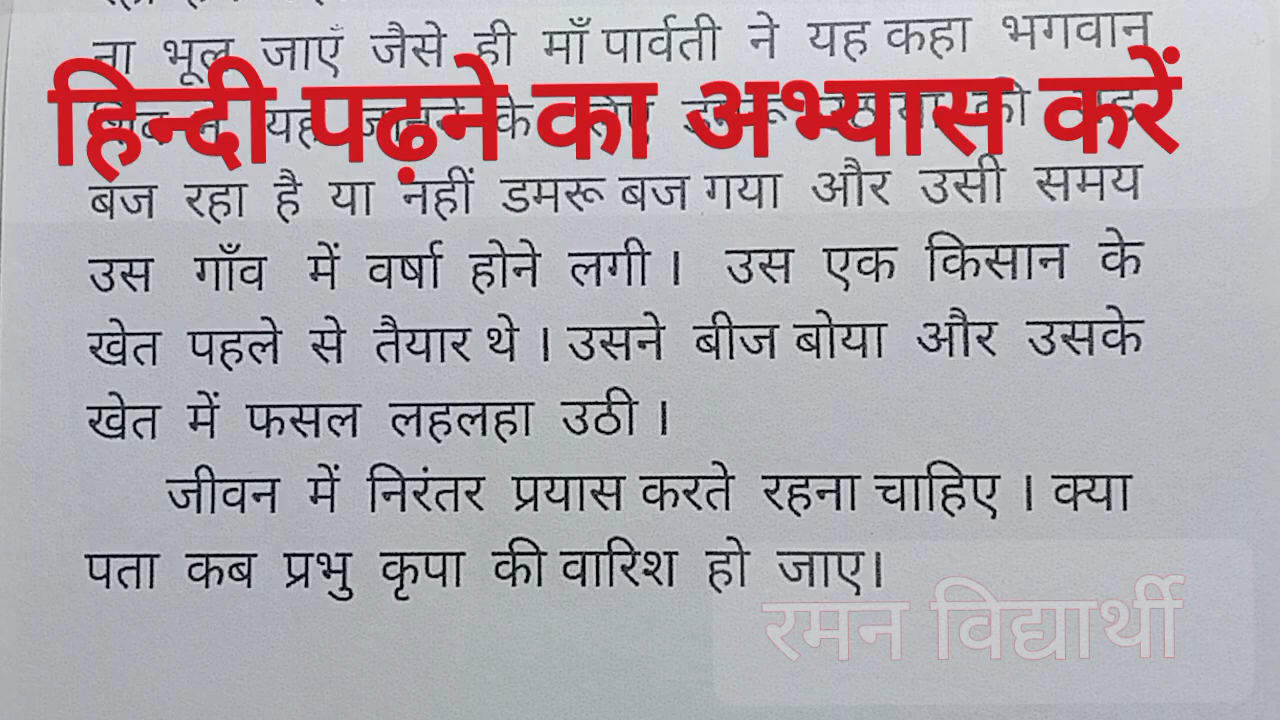 ना भूल जाएँ जैसे ही माँ पार्वती ने यह कहा भगवान
हिन्दी पढ़ने का अभ्यास करें
बज रहा है या नहीं डमरू बज गया और उसी समय
उस गाँव में वर्षा होने लगी । उस एक किसान के
खेत पहले से तैयार थे । उसने बीज बोया और उसके
खेत में फसल लहलहा उठी ।
जीवन में निरंतर प्रयास करते रहना चाहिए । क्या
पता कब प्रभु कृपा की वारिश हो जाए।
रमन विद्यार्थी